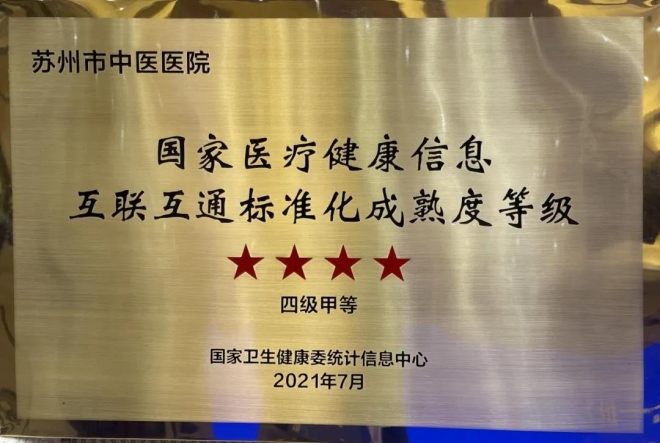 苏州市中医医院
国家医疗健康信息
互联互通标准化成熟度等级
★★★★
四级甲等
国家卫生健康委统计信息中心
2021年7月